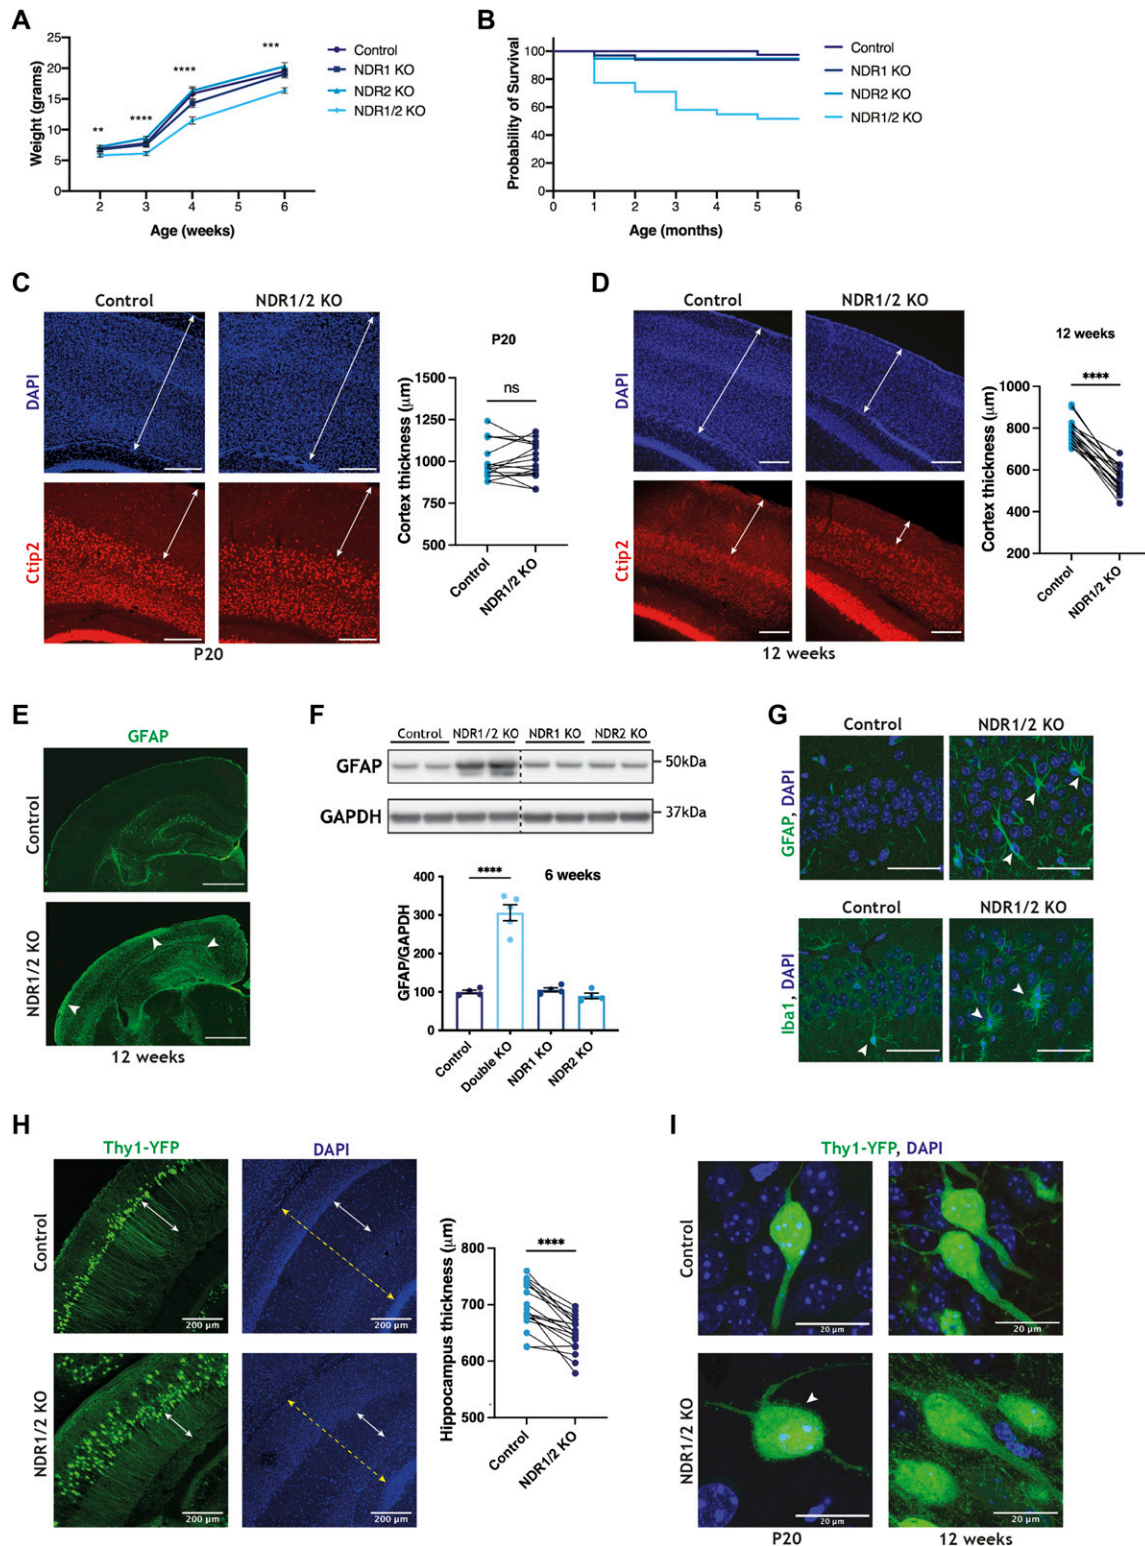 A
25
20
15
10
5
0
Weight (grams)
**
****
****
***
2
3
4
5
6
Age (weeks)
Control
NDR1 KO
NDR2 KO
NDR1/2 KO
B
100
80
60
40
20
0
Probability of Survival
0
1
2
3
4
5
6
Age (months)
Control
NDR1 KO
NDR2 KO
NDR1/2 KO
C
Control
NDR1/2 KO
DAPI
Ctip2
P20
P20
1500
1250
1000
750
500
Cortex thickness (μm)
ns
Control
NDR1/2 KO
D
Control
NDR1/2 KO
DAPI
Ctip2
12 weeks
12 weeks
****
1000
800
600
400
200
Cortex thickness (μm)
Control
NDR1/2 KO
E
GFAP
Control
NDR1/2 KO
12 weeks
F
Control
NDR1/2 KO
NDR1 KO
NDR2 KO
GFAP
50kDa
GAPDH
37kDa
400
300
200
100
0
GFAP/GAPDH
****
6 weeks
Control
Double KO
NDR1 KO
NDR2 KO
G
Control
NDR1/2 KO
GFAP, DAPI
Control
NDR1/2 KO
Iba1, DAPI
H
Thy1-YFP
DAPI
Control
200 μm
200 μm
NDR1/2 KO
200 μm
200 μm
800
700
600
500
Hippocampus thickness (μm)
****
Control
NDR1/2 KO
I
Thy1-YFP, DAPI
Control
20 μm
20 μm
NDR1/2 KO
20 μm
20 μm
P20
12 weeks